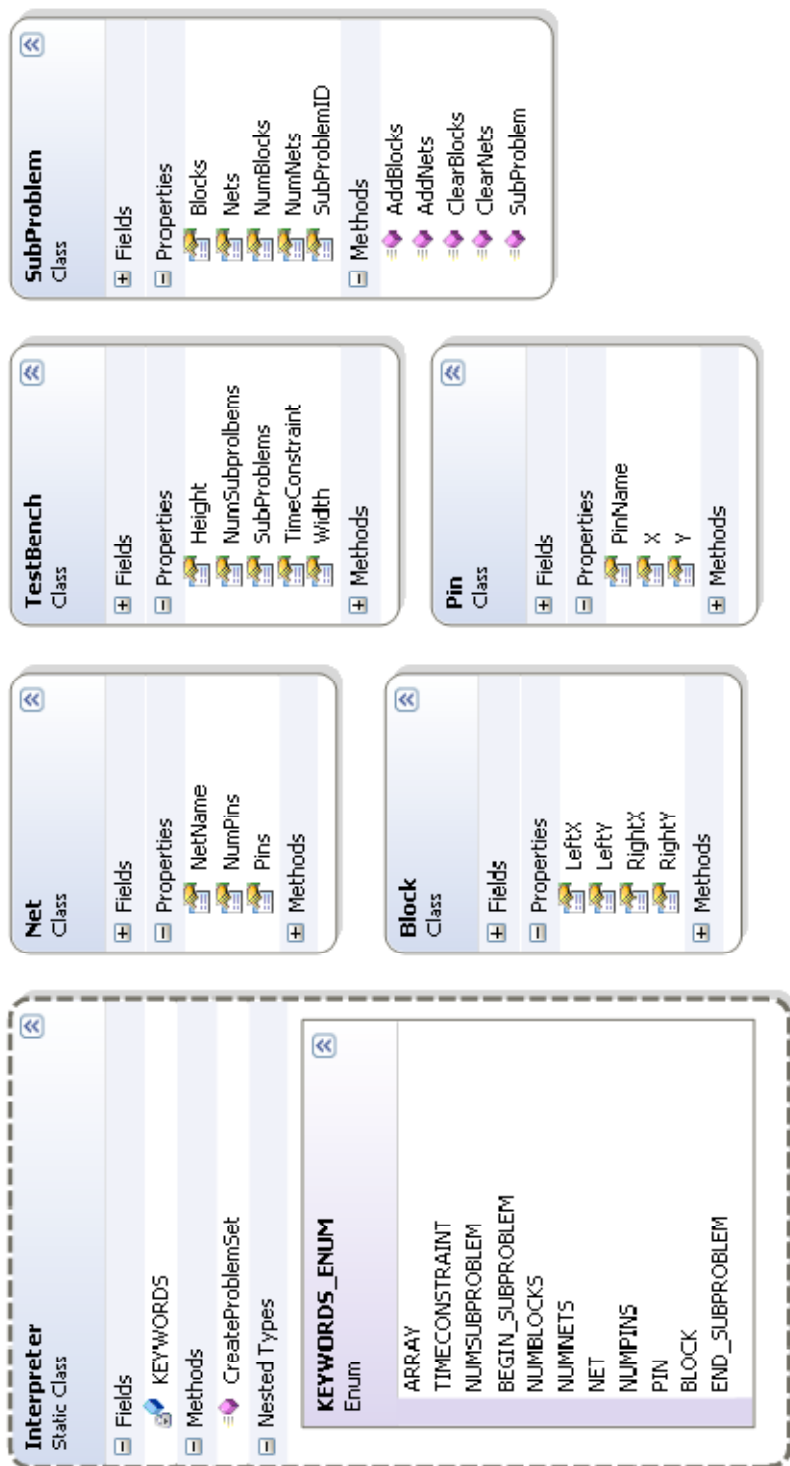 Interpreter
Static Class
Fields
KEYWORDS
Methods
CreateProblemSet
Nested Types
KEYWORDS_ENUM
Enum
ARRAY
TIMECONSTRAINT
NUMSUBPROBLEM
BEGIN_SUBPROBLEM
NUMBLOCKS
NUMNETS
NET
NUMPINS
PIN
BLOCK
END_SUBPROBLEM
Net
Class
Fields
Properties
NetName
NumPins
Pins
Methods
Block
Class
Fields
Properties
LeftX
LeftY
RightX
RightY
Methods
TestBench
Class
Fields
Properties
Height
NumSubprolbems
SubProblems
TimeConstraint
Width
Methods
Pin
Class
Fields
Properties
PinName
X
Y
Methods
SubProblem
Class
Fields
Properties
Blocks
Nets
NumBlocks
NumNets
SubProblemID
Methods
AddBlocks
AddNets
ClearBlocks
ClearNets
SubProblem